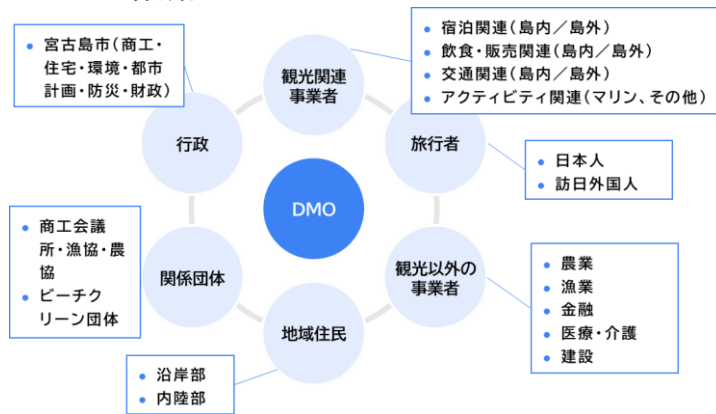 • 宮古島市（商工・
住宅・環境・都市
計画・防災・財政）
観光関連
事業者
• 宿泊関連（島内／島外）
• 飲食・販売関連（島内／島外）
• 交通関連（島内／島外）
• アクティビティ関連（マリン、その他）
行政
旅行者
• 日本人
• 訪日外国人
DMO
• 商工会議
所・漁協・農
協
• ビーチク
リーン団体
関係団体
観光以外の
事業者
• 農業
• 漁業
• 金融
• 医療・介護
• 建設
地域住民
• 沿岸部
• 内陸部